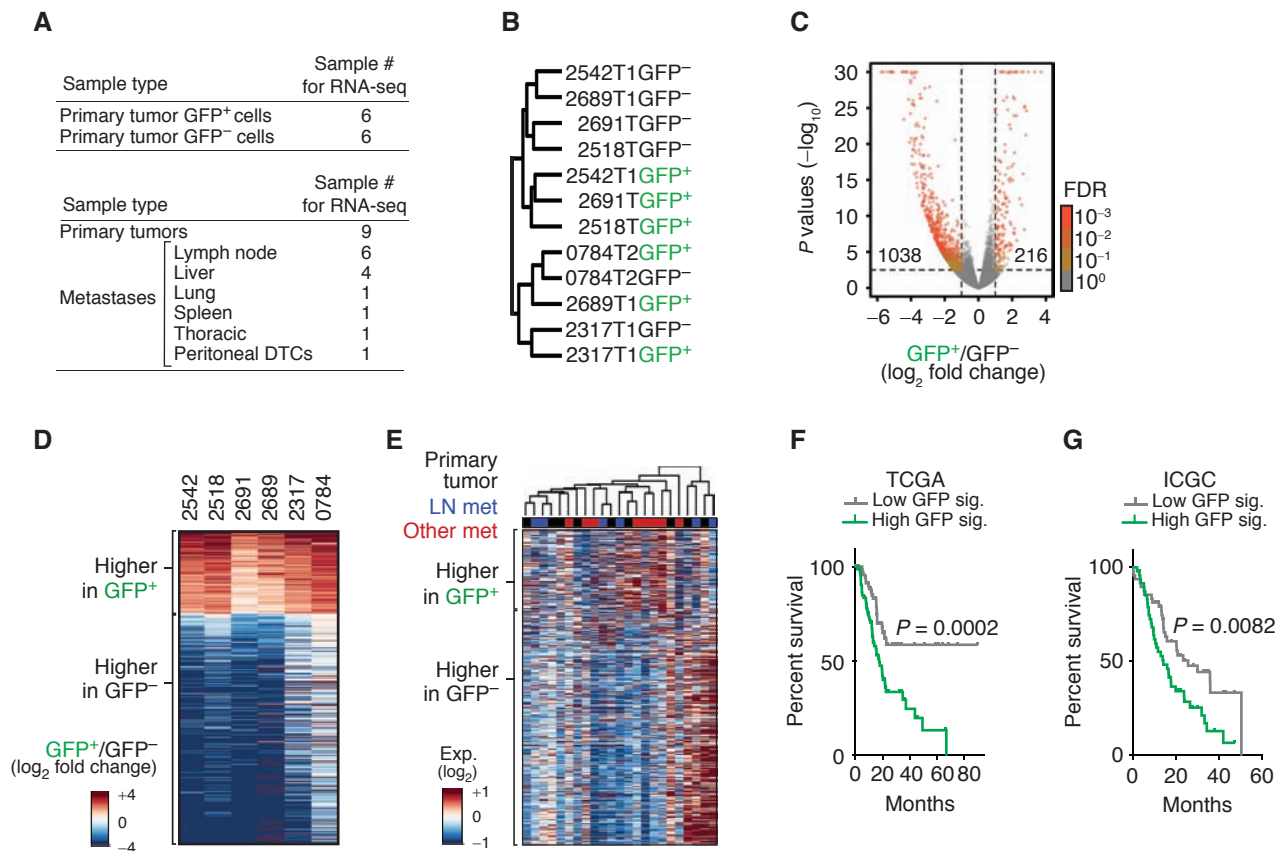 A
Sample type
Sample #
for RNA-seq
Primary tumor GFP⁺ cells 6
Primary tumor GFP⁻ cells 6
Sample type
Sample #
for RNA-seq
Primary tumors 9
Metastases
Lymph node 6
Liver 4
Lung 1
Spleen 1
Thoracic 1
Peritoneal DTCs 1
B
2542T1GFP⁻
2689T1GFP⁻
2691TGFP⁻
2518TGFP⁻
2542T1GFP⁺
2691TGFP⁺
2518TGFP⁺
0784T2GFP⁺
0784T2GFP⁻
2689T1GFP⁺
2317T1GFP⁻
2317T1GFP⁺
C
P values (−log₁₀)
30
25
20
15
10
5
0
1038
216
−6 −4 −2 0 2 4
GFP⁺/GFP⁻
(log₂ fold change)
FDR
10⁻³
10⁻²
10⁻¹
10⁰
D
2542
2518
2691
2689
2317
0784
Higher
in GFP⁺
Higher
in GFP⁻
GFP⁺/GFP⁻
(log₂ fold change)
+4
0
−4
E
Primary
tumor
LN met
Other met
Higher
in GFP⁺
Higher
in GFP⁻
Exp.
(log₂)
+1
0
−1
F
TCGA
Low GFP sig.
High GFP sig.
Percent survival
100
50
0
P = 0.0002
0 20 40 60 80
Months
G
ICGC
Low GFP sig.
High GFP sig.
Percent survival
100
50
0
P = 0.0082
0 20 40 60
Months